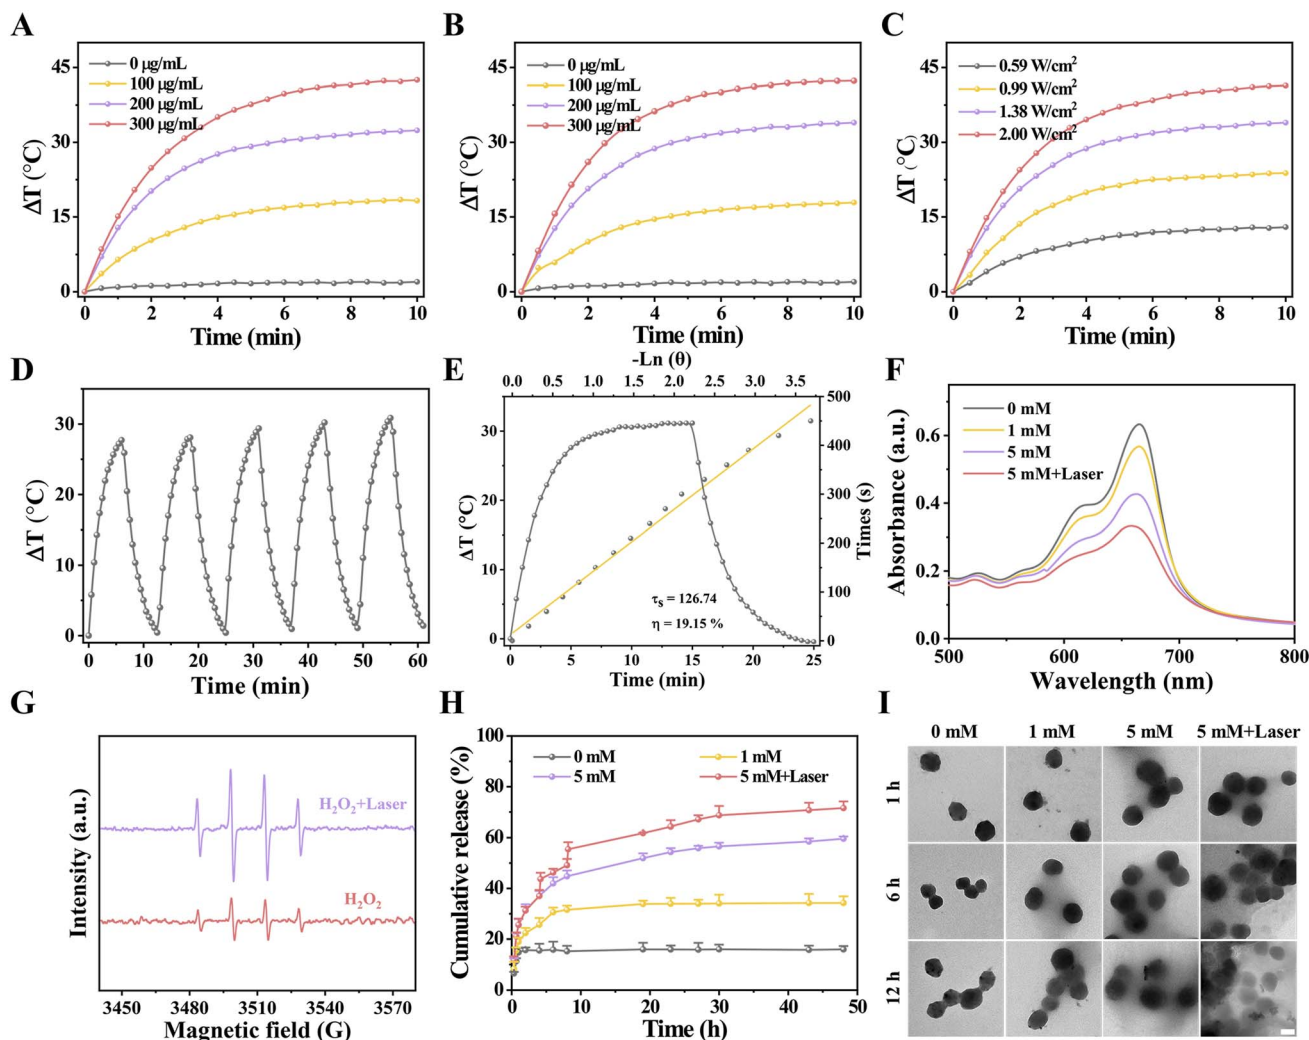 A
ΔT (°C)
45
30
15
0
0 μg/mL
100 μg/mL
200 μg/mL
300 μg/mL
0 2 4 6 8 10
Time (min)
B
ΔT (°C)
45
30
15
0
0 μg/mL
100 μg/mL
200 μg/mL
300 μg/mL
0 2 4 6 8 10
Time (min)
C
ΔT (°C)
45
30
15
0
0.59 W/cm²
0.99 W/cm²
1.38 W/cm²
2.00 W/cm²
0 2 4 6 8 10
Time (min)
D
ΔT (°C)
30
20
10
0
0 10 20 30 40 50 60
Time (min)
E
-Ln (θ)
0.0 0.6 1.2 1.8 2.4 3.0 3.6
ΔT (°C)
30
20
10
0
500
400
300
200
100
0
Times (s)
τs = 126.74
η = 19.15 %
0 5 10 15 20 25
Time (min)
F
Absorbance (a.u.)
0.6
0.4
0.2
0.0
0 mM
1 mM
5 mM
5 mM+Laser
500 600 700 800
Wavelength (nm)
G
Intensity (a.u.)
H₂O₂+Laser
H₂O₂
3450 3480 3510 3540 3570
Magnetic field (G)
H
Cumulative release (%)
100
80
60
40
20
0
0 mM 1 mM
5 mM 5 mM+Laser
0 10 20 30 40 50
Time (h)
I
0 mM 1 mM 5 mM 5 mM+Laser
1 h
6 h
12 h